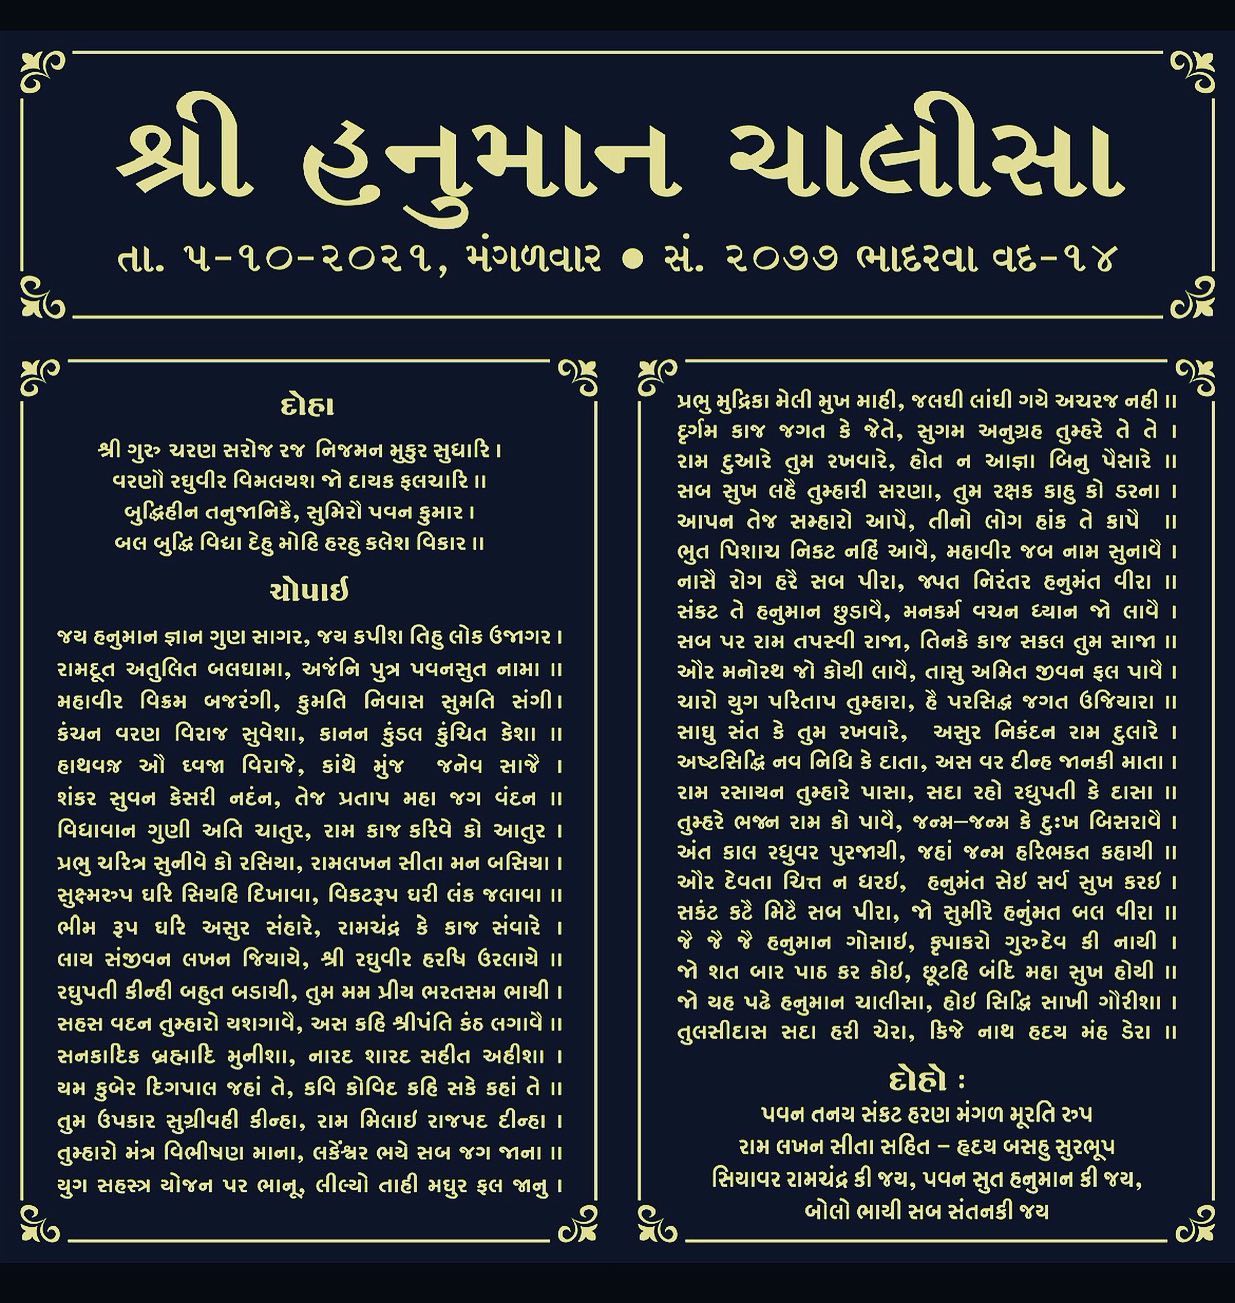 શ્રી હનુમાન ચાલીસા
તા. ૫-૧૦-૨૦૨૧, મંગળવાર ● સં. ૨૦૭૭ ભાદરવા વદ-૧૪
દોહા
શ્રી ગુરુ ચરણ સરોજ રજ નિજમન મુકુર સુધારિ ।
વરણૌ રઘુવીર વિમલયશ જો દાયક ફલચારિ ॥
બુદ્ધિહીન તનુજાનિકૈ, સુમિરૌ પવન કુમાર ।
બલ બુદ્ધિ વિદ્યા દેહુ મોહિ હરહુ કલેશ વિકાર ॥
ચોપાઇ
જય હનુમાન જ્ઞાન ગુણ સાગર, જય કપીશ તિહુ લોક ઉજાગર ।
રામદૂત અતુલિત બલઘામા, અજંનિ પુત્ર પવનસુત નામા ॥
મહાવીર વિક્રમ બજરંગી, કુમતિ નિવાસ સુમતિ સંગી ।
કંચન વરણ વિરાજ સુવેશા, કાનન કુંડલ કુંચિત કેશા ॥
હાથવજ્ર ઔ ઘ્વજા વિરાજે, કાંથે મુંજ જનેવ સાજૈ ।
શંકર સુવન કેસરી નદંન, તેજ પ્રતાપ મહા જગ વંદન ॥
વિદ્યાવાન ગુણી અતિ ચાતુર, રામ કાજ કરિવે કો આતુર ।
પ્રભુ ચરિત્ર સુનીવે કો રસિયા, રામલખન સીતા મન બસિયા ।
સુક્ષ્મરુપ ઘરિ સિયહિ દિખાવા, વિકટરૂપ ઘરી લંક જલાવા ॥
ભીમ રૂપ ઘરિ અસુર સંહારે, રામચંદ્ર કે કાજ સંવારે ।
લાય સંજીવન લખન જિયાયે, શ્રી રઘુવીર હરષિ ઉરલાયે ॥
રઘુપતી કીન્હી બહુત બડાયી, તુમ મમ પ્રીય ભરતસમ ભાયી ।
સહસ વદન તુમ્હારો યશગાવૈ, અસ કહિ શ્રીપંતિ કંઠ લગાવૈ ॥
સનકાદિક બ્રહ્માદિ મુનીશા, નારદ શારદ સહીત અહીશા ।
યમ કુબેર દિગપાલ જહાં તે, કવિ કોવિદ કહિ સકે કહાં તે ॥
તુમ ઉપકાર સુગ્રીવહી કીન્હા, રામ મિલાઇ રાજપદ દીન્હા ।
તુમ્હારો મંત્ર વિભીષણ માના, લકેંશ્વર ભયે સબ જગ જાના ॥
યુગ સહસ્ત્ર યોજન પર ભાનૂ, લીલ્યો તાહી મઘુર ફલ જાનુ ।
પ્રભુ મુદ્રિકા મેલી મુખ માહી, જલઘી લાંઘી ગયે અચરજ નહી ॥
દૃર્ગમ કાજ જગત કે જેતે, સુગમ અનુગ્રહ તુમ્હરે તે તે ।
રામ દુઆરે તુમ રખવારે, હોત ન આજ્ઞા બિનુ પૈસારે ॥
સબ સુખ લહૈ તુમ્હારી સરણા, તુમ રક્ષક કાહુ કો ડરના ।
આપન તેજ સમ્હારો આપૈ, તીનો લોગ હાંક તે કાપૈ ॥
ભુત પિશાચ નિકટ નહિં આવૈ, મહાવીર જબ નામ સુનાવૈ ।
નાસૈ રોગ હરૈ સબ પીરા, જપત નિરંતર હનુમંત વીરા ॥
સંકટ તે હનુમાન છુડાવૈ, મનકર્મ વચન ધ્યાન જો લાવૈ ।
સબ પર રામ તપસ્વી રાજા, તિનકે કાજ સકલ તુમ સાજા ॥
ઔર મનોરથ જો કોયી લાવૈ, તાસુ અમિત જીવન ફલ પાવૈ ।
ચારો યુગ પરિતાપ તુમ્હારા, હૈ પરસિદ્ધ જગત ઉજિયારા ॥
સાઘુ સંત કે તુમ રખવારે, અસુર નિકંદન રામ દુલારે ।
અષ્ટસિદ્ધિ નવ નિધિ કે દાતા, અસ વર દીન્હ જાનકી માતા ।
રામ રસાયન તુમ્હારે પાસા, સદા રહો રઘુપતી કે દાસા ॥
તુમ્હરે ભજન રામ કો પાવૈ, જન્મ–જન્મ કે દુઃખ બિસરાવૈ ।
અંત કાલ રઘુવર પુરજાયી, જહાં જન્મ હરિભકત કહાયી ॥
ઔર દેવતા ચિત્ત ન ધરઇ, હનુમંત સેઇ સર્વ સુખ કરઇ ।
સકંટ કટૈ મિટૈ સબ પીરા, જો સુમીરે હનુંમત બલ વીરા ॥
જૈ જૈ જૈ હનુમાન ગોસાઇ, કૃપાકરો ગુરુદેવ કી નાયી ।
જો શત બાર પાઠ કર કોઇ, છૂટહિ બંદિ મહા સુખ હોયી ॥
જો યહ પઢે હનુમાન ચાલીસા, હોઇ સિદ્ધિ સાખી ગૌરીશા ।
તુલસીદાસ સદા હરી ચેરા, કિજે નાથ હદય મંહ ડેરા ॥
દોહો :
પવન તનય સંકટ હરણ મંગળ મૂરતિ રુપ
રામ લખન સીતા સહિત – હૃદય બસહુ સુરભૂપ
સિયાવર રામચંદ્ર કી જય, પવન સુત હનુમાન કી જય,
બોલો ભાયી સબ સંતનકી જય